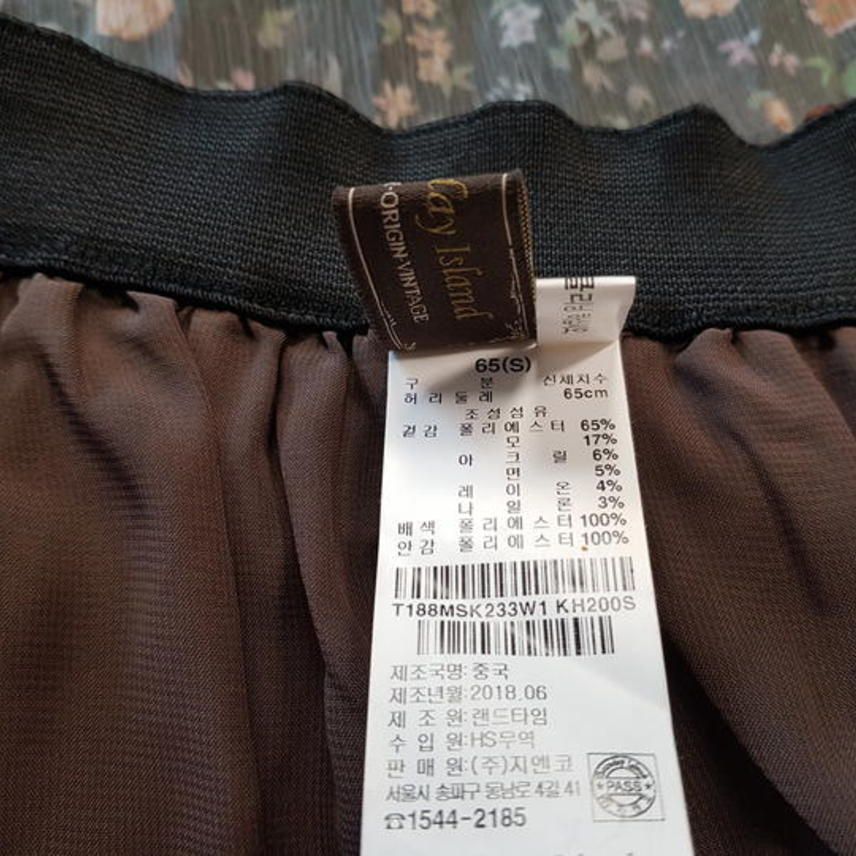 Clay Island
ORIGIN-VINTAGE
65(S)
구 분 신체치수
허 리 둘 레 65cm
조 성 섬 유
겉 감 폴 리 에 스 터 65%
모 17%
아 크 릴 6%
면 5%
레 이 온 4%
나 일 론 3%
배 색 폴 리 에 스 터 100%
안 감 폴 리 에 스 터 100%
T188MSK233W1 KH200S
제조국명:중국
제조년월:2018.06
제 조 원:랜드타임
수 입 원:HS무역
판 매 원:(주)지엔코
서울시 송파구 동남로 4길 41
☎1544-2185
PASS